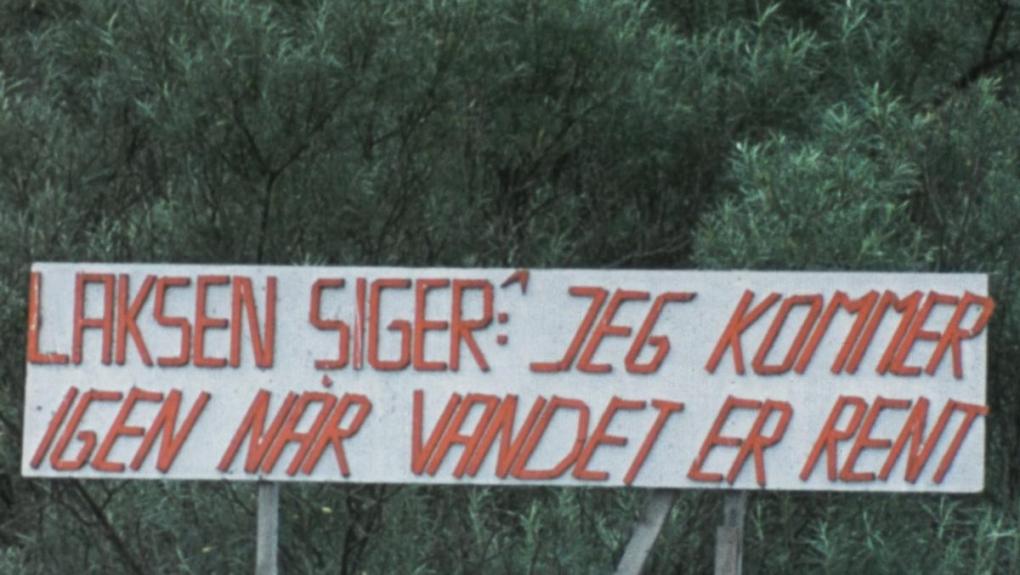 LAKSEN SIGER: JEG KOMMER
IGEN NÅR VANDET ER RENT